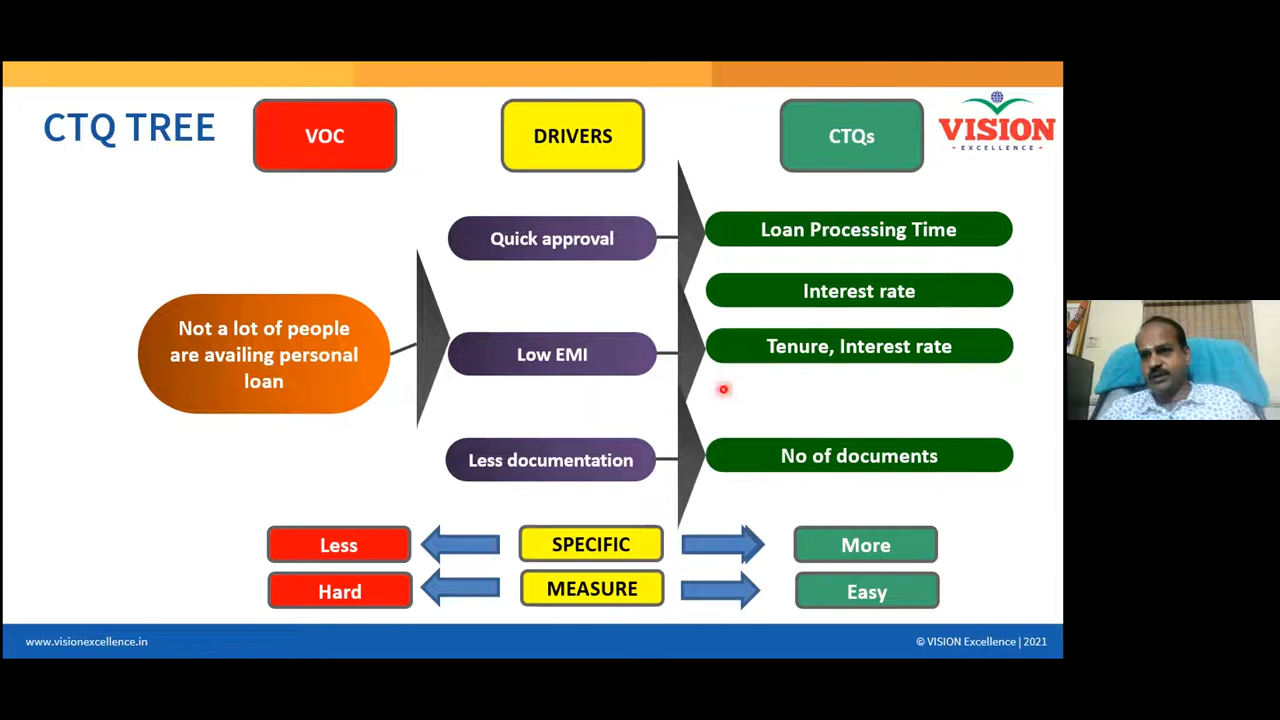 CTQ TREE
VOC
DRIVERS
CTQs
VISION
- EXCELLENCE -
Quick approval
Loan Processing Time
Interest rate
Not a lot of people
are availing personal
loan
Low EMI
Tenure, Interest rate
Less documentation
No of documents
Less
SPECIFIC
More
Hard
MEASURE
Easy
www.visionexcellence.in
© VISION Excellence | 2021